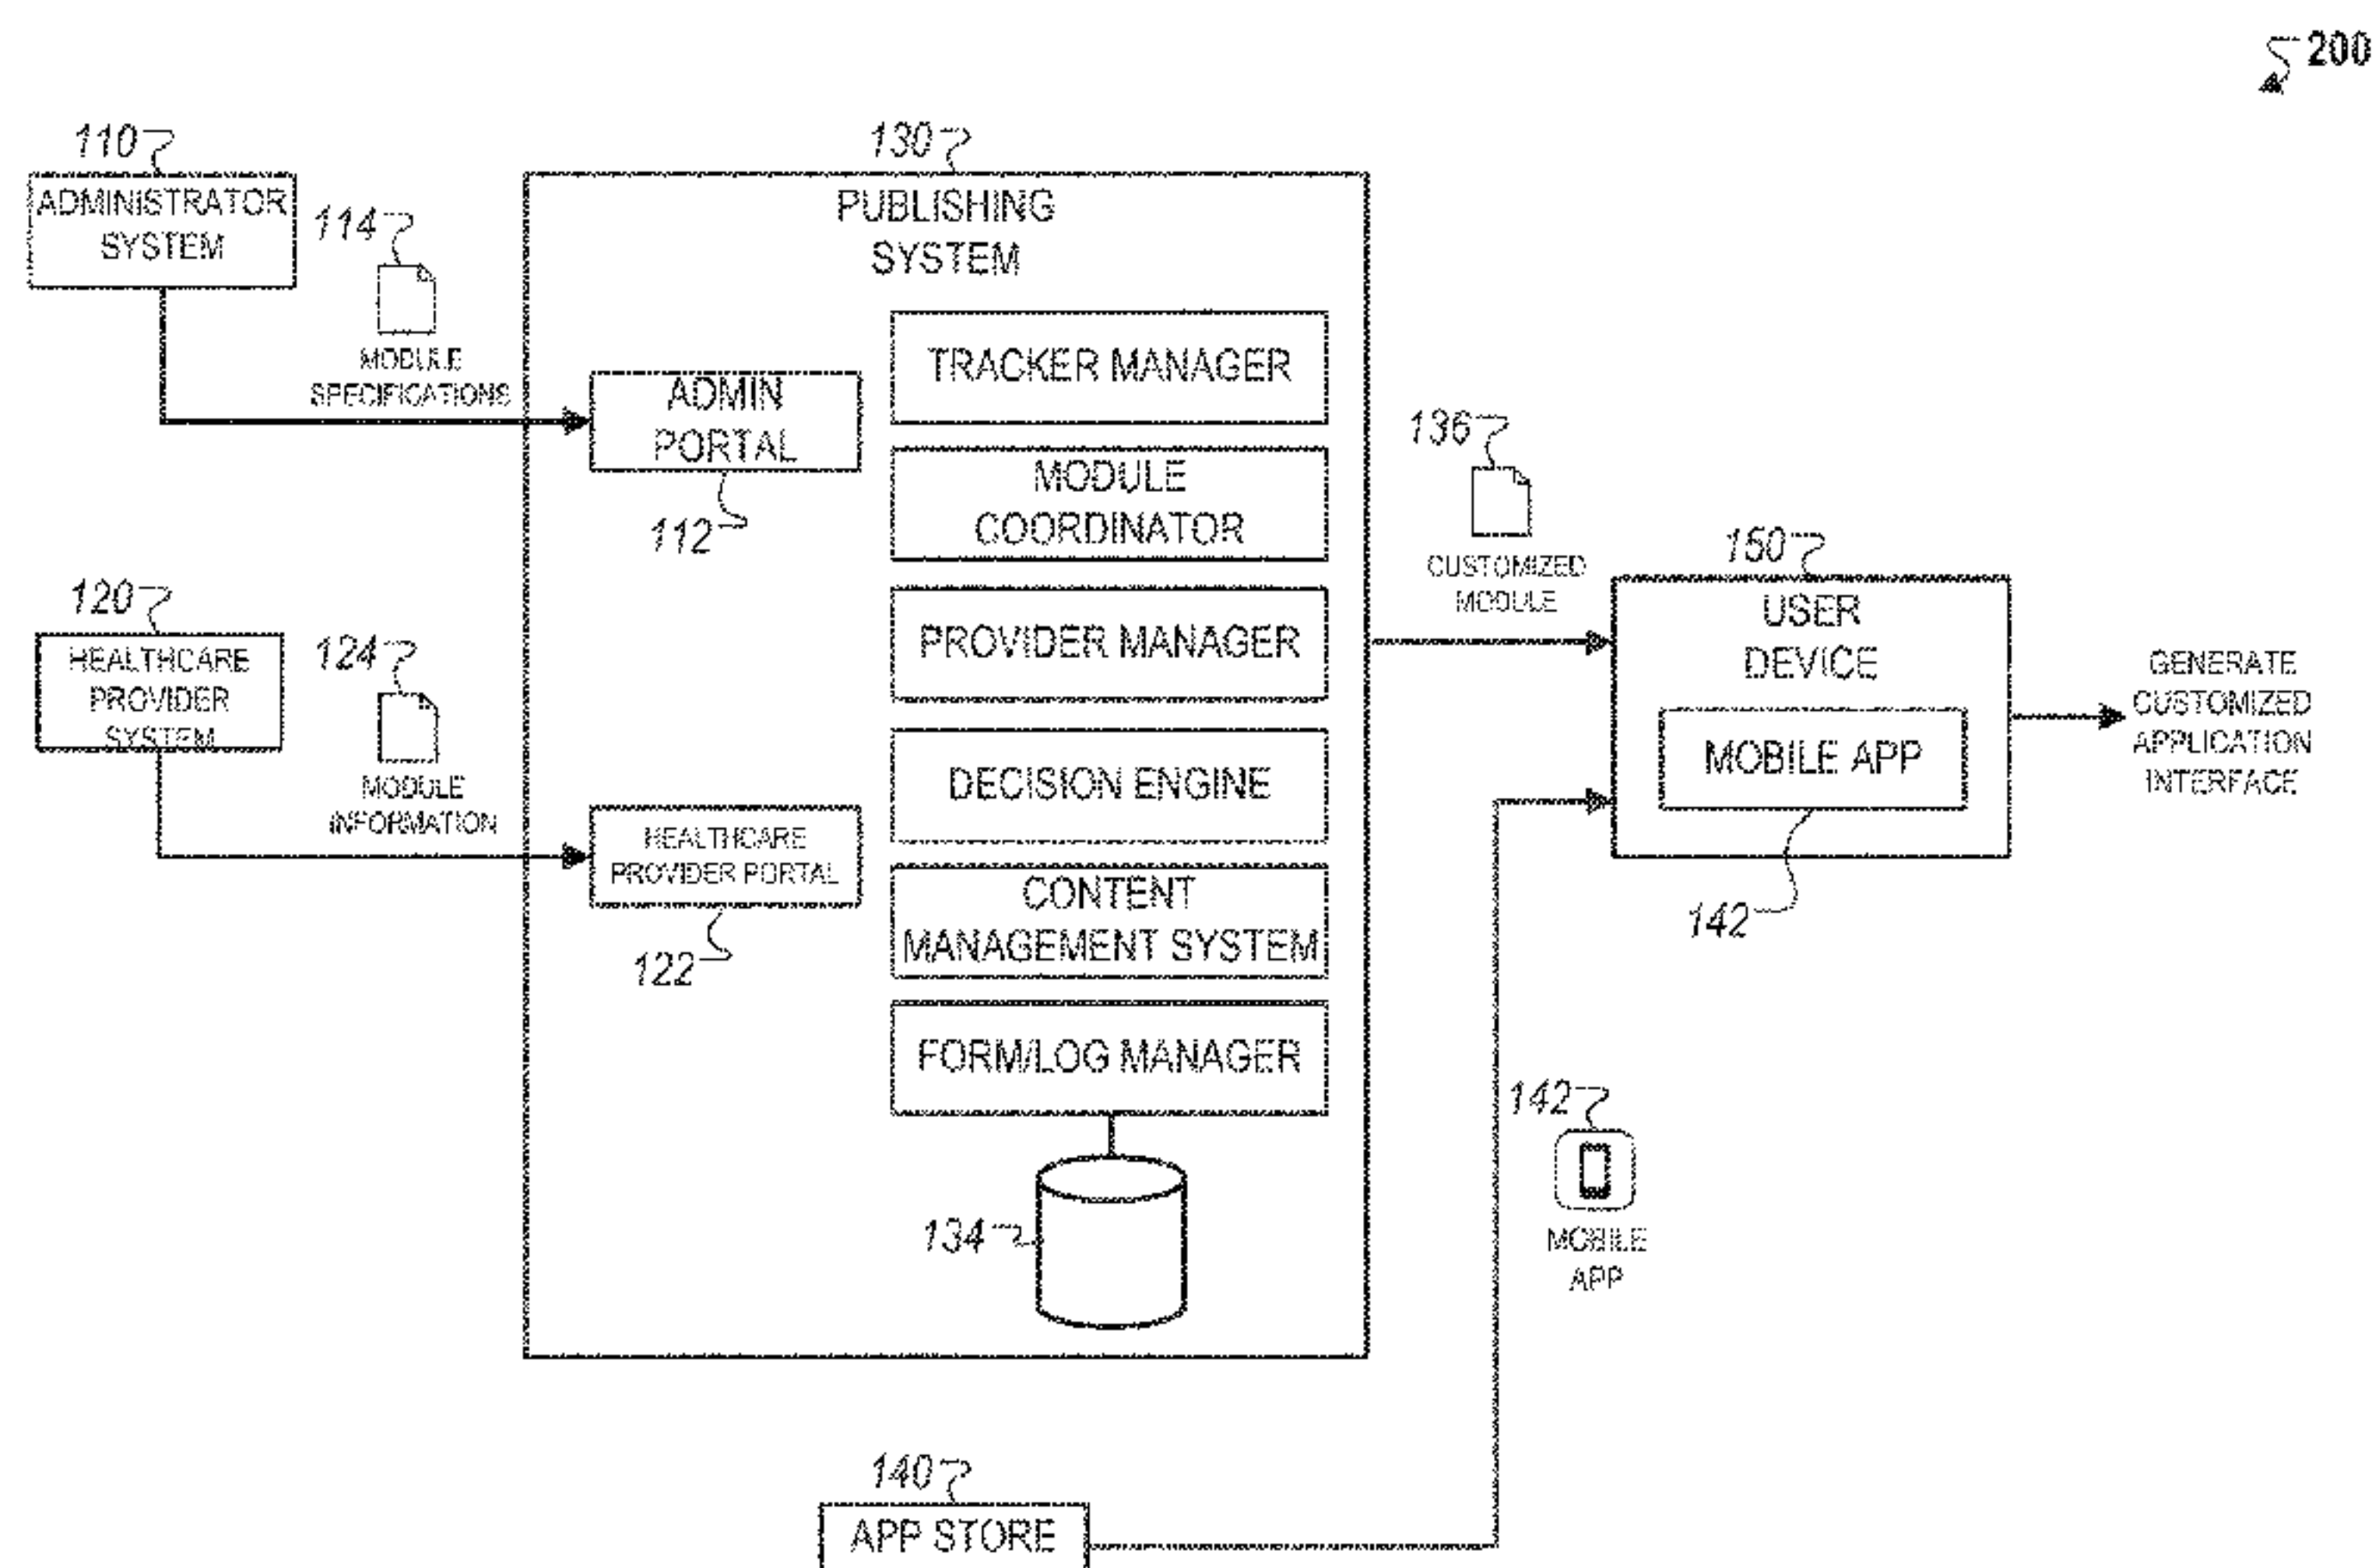 200
110
ADMINISTRATOR
SYSTEM
114
MODULE
SPECIFICATIONS
130
PUBLISHING
SYSTEM
ADMIN
PORTAL
112
120
HEALTHCARE
PROVIDER
SYSTEM
124
MODULE
INFORMATION
HEALTHCARE
PROVIDER PORTAL
122
TRACKER MANAGER
MODULE
COORDINATOR
PROVIDER MANAGER
DECISION ENGINE
CONTENT
MANAGEMENT SYSTEM
FORM/LOG MANAGER
134
136
CUSTOMIZED
MODULE
150
USER
DEVICE
MOBILE APP
142
GENERATE
CUSTOMIZED
APPLICATION
INTERFACE
142
MOBILE
APP
140
APP STORE